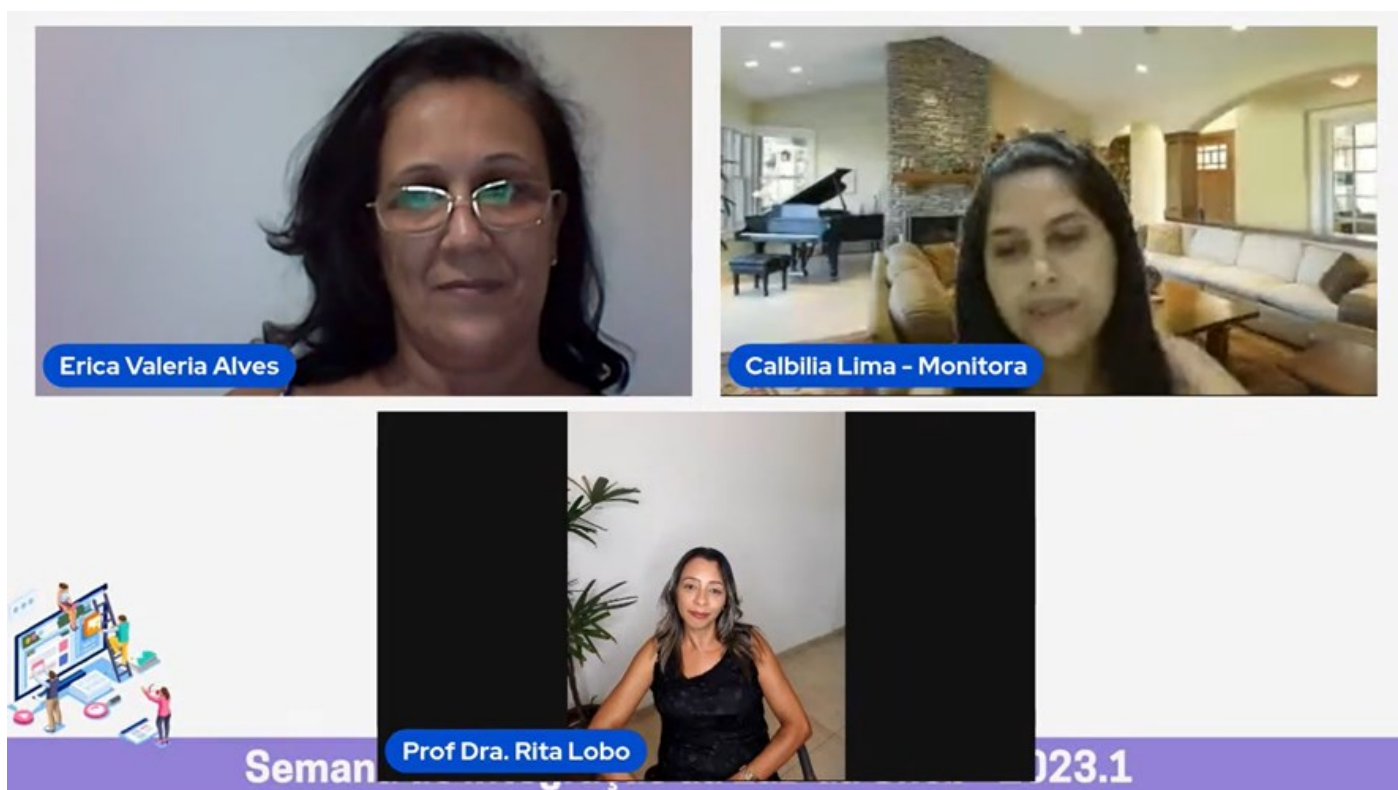 Erica Valeria Alves
Calbilia Lima - Monitora
Prof Dra. Rita Lobo
Seman
023.1